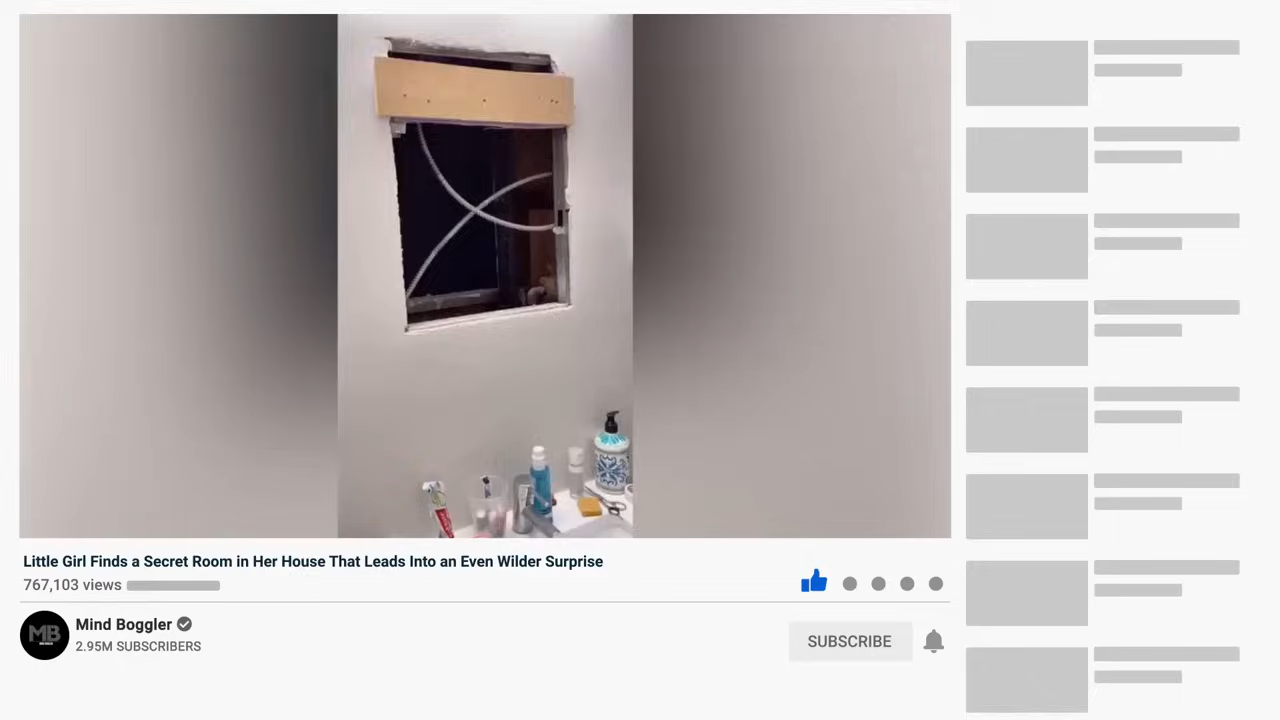 Little Girl Finds a Secret Room in Her House That Leads Into an Even Wilder Surprise
767,103 views
MB
Mind Boggler
2.95M SUBSCRIBERS
SUBSCRIBE